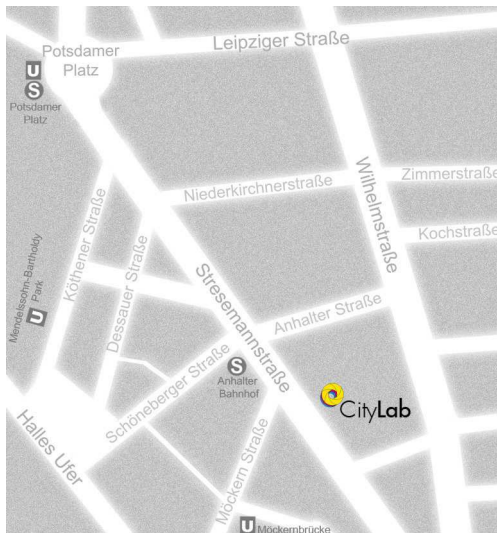 Leipziger Straße
Potsdamer
Platz
U
S
Potsdamer
Platz
Wilhelmstraße
Zimmerstraße
Niederkirchnerstraße
Kochstraße
Köthener Straße
Dessauer Straße
Stresemannstraße
Mendelssohn-Bartholdy
Park
U
Anhalter Straße
Schöneberger Straße
S
Anhalter
Bahnhof
CityLab
Halles Ufer
Möckern Straße
U Möckernbrücke